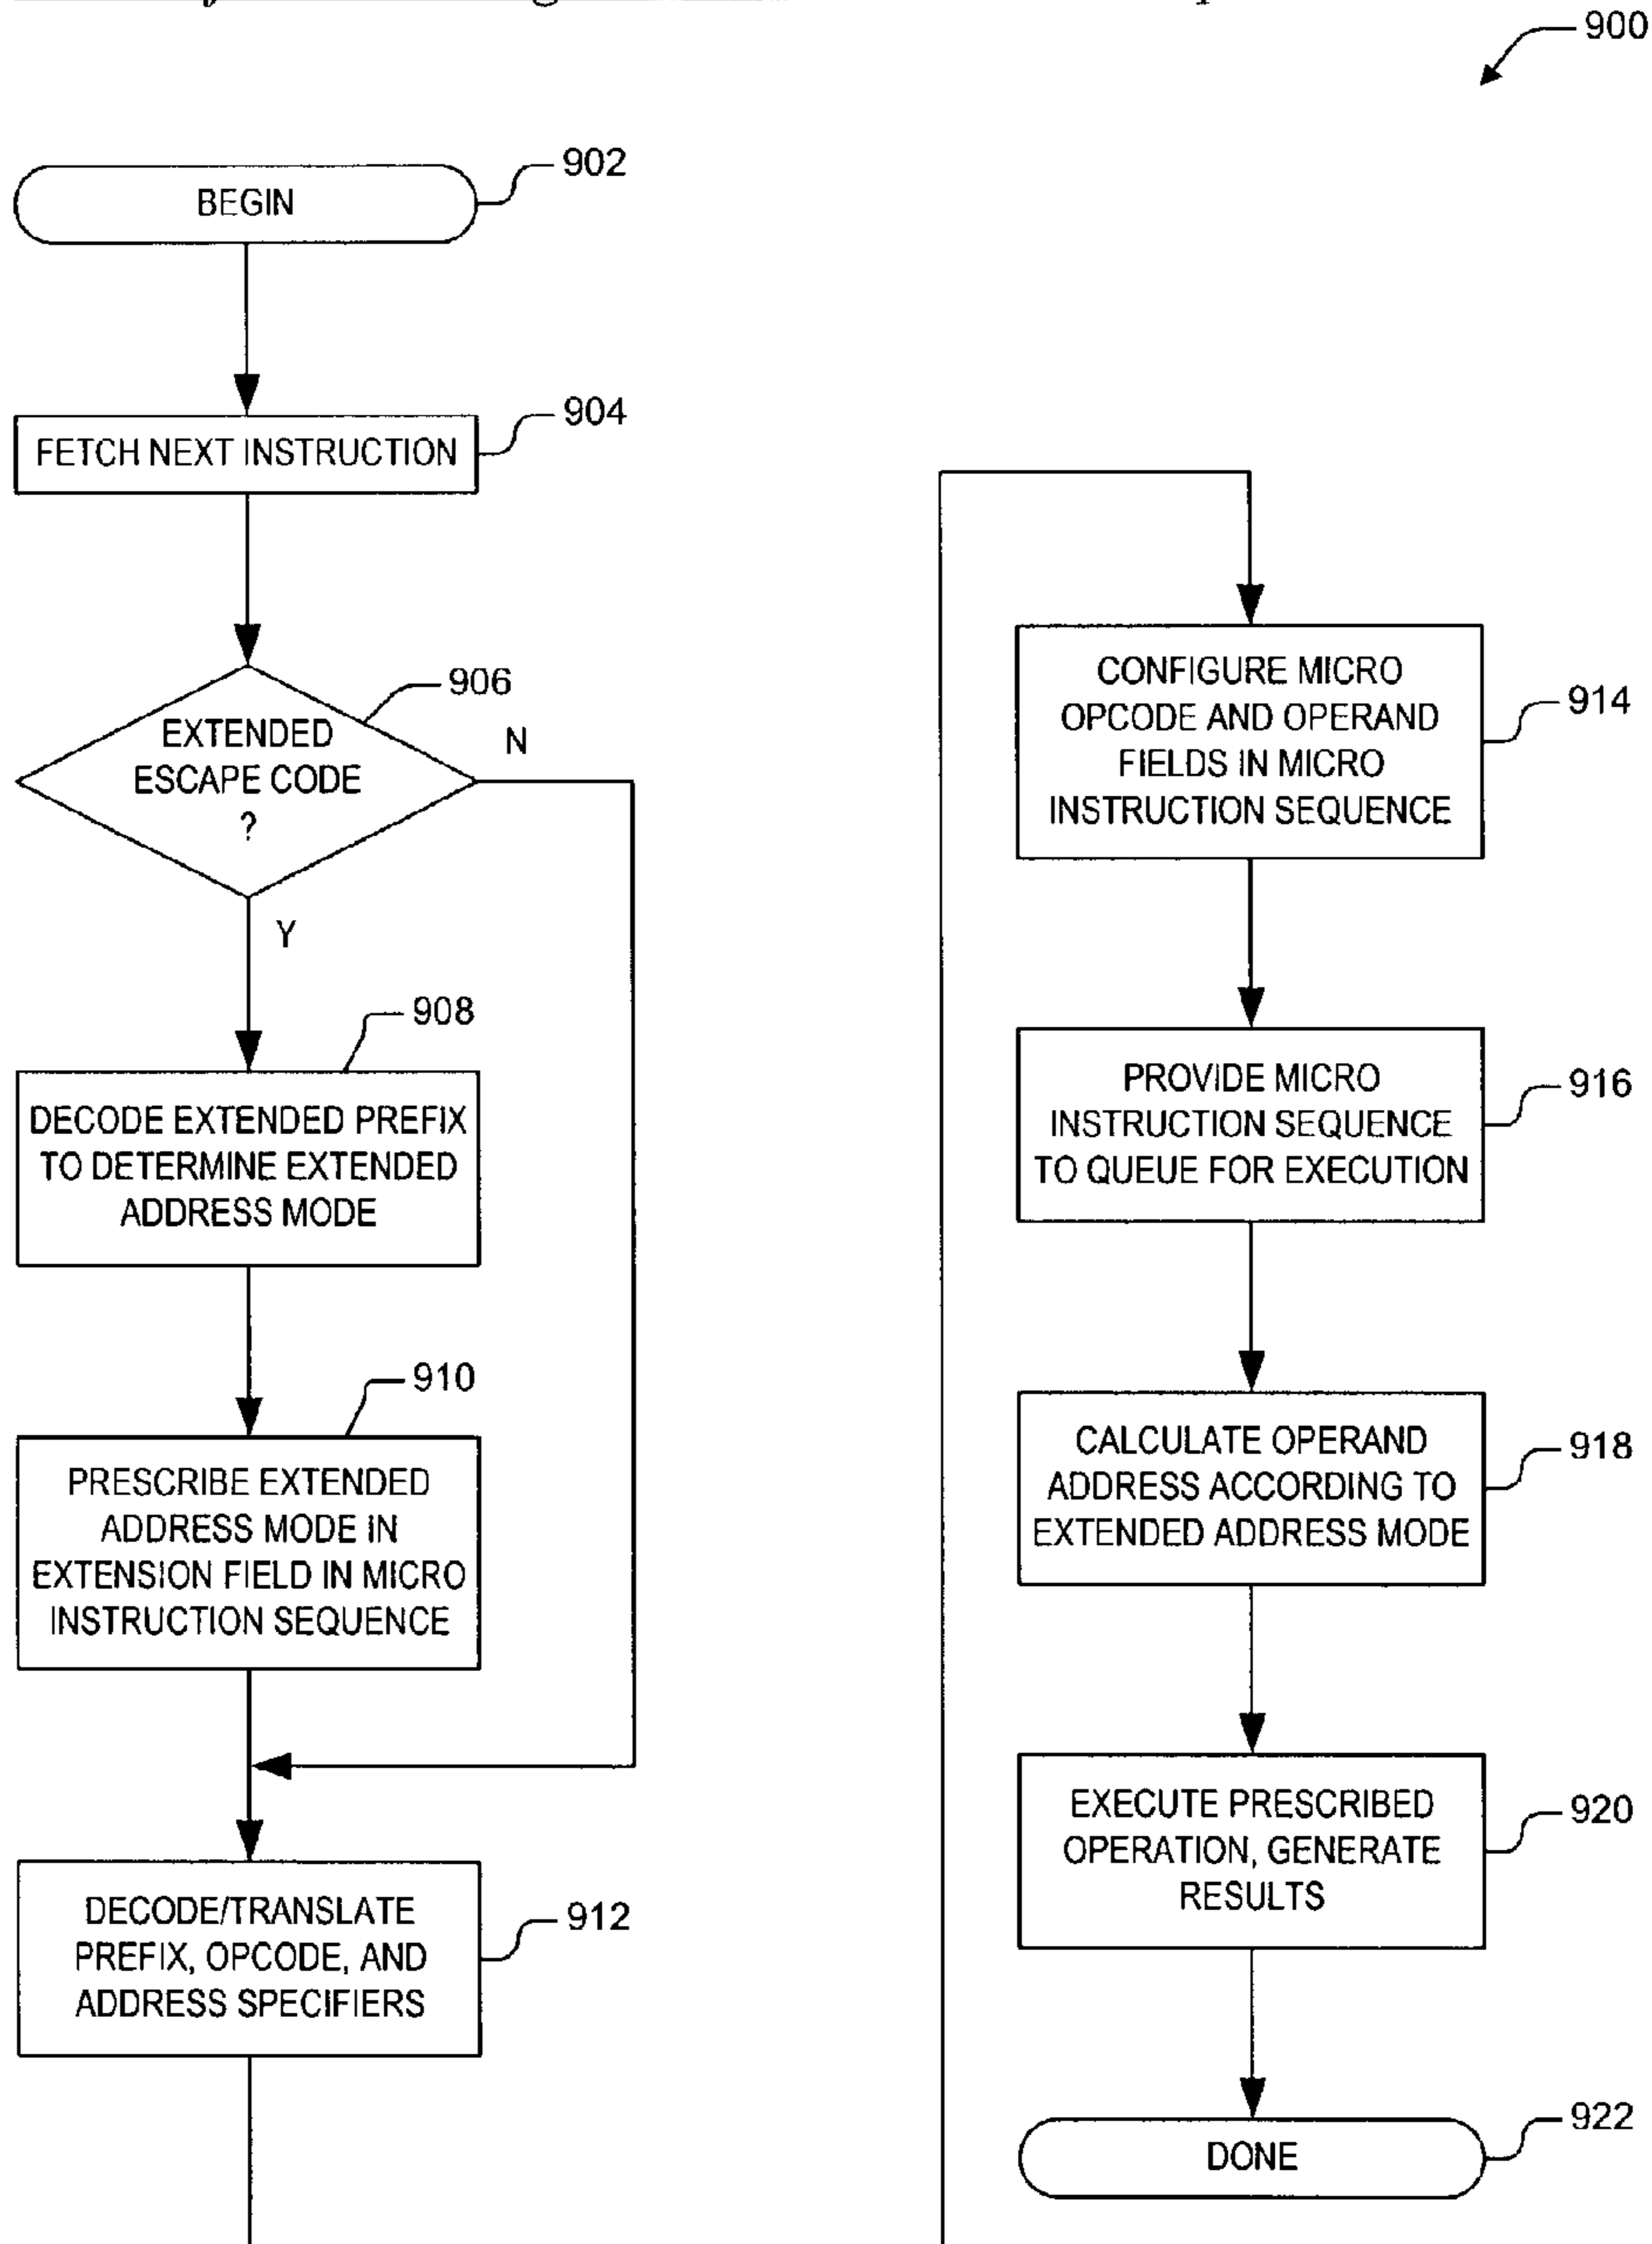 900
BEGIN
902
FETCH NEXT INSTRUCTION
904
EXTENDED
ESCAPE CODE
?
906
N
Y
DECODE EXTENDED PREFIX
TO DETERMINE EXTENDED
ADDRESS MODE
908
PRESCRIBE EXTENDED
ADDRESS MODE IN
EXTENSION FIELD IN MICRO
INSTRUCTION SEQUENCE
910
DECODE/TRANSLATE
PREFIX, OPCODE, AND
ADDRESS SPECIFIERS
912
CONFIGURE MICRO
OPCODE AND OPERAND
FIELDS IN MICRO
INSTRUCTION SEQUENCE
914
PROVIDE MICRO
INSTRUCTION SEQUENCE
TO QUEUE FOR EXECUTION
916
CALCULATE OPERAND
ADDRESS ACCORDING TO
EXTENDED ADDRESS MODE
918
EXECUTE PRESCRIBED
OPERATION, GENERATE
RESULTS
920
DONE
922